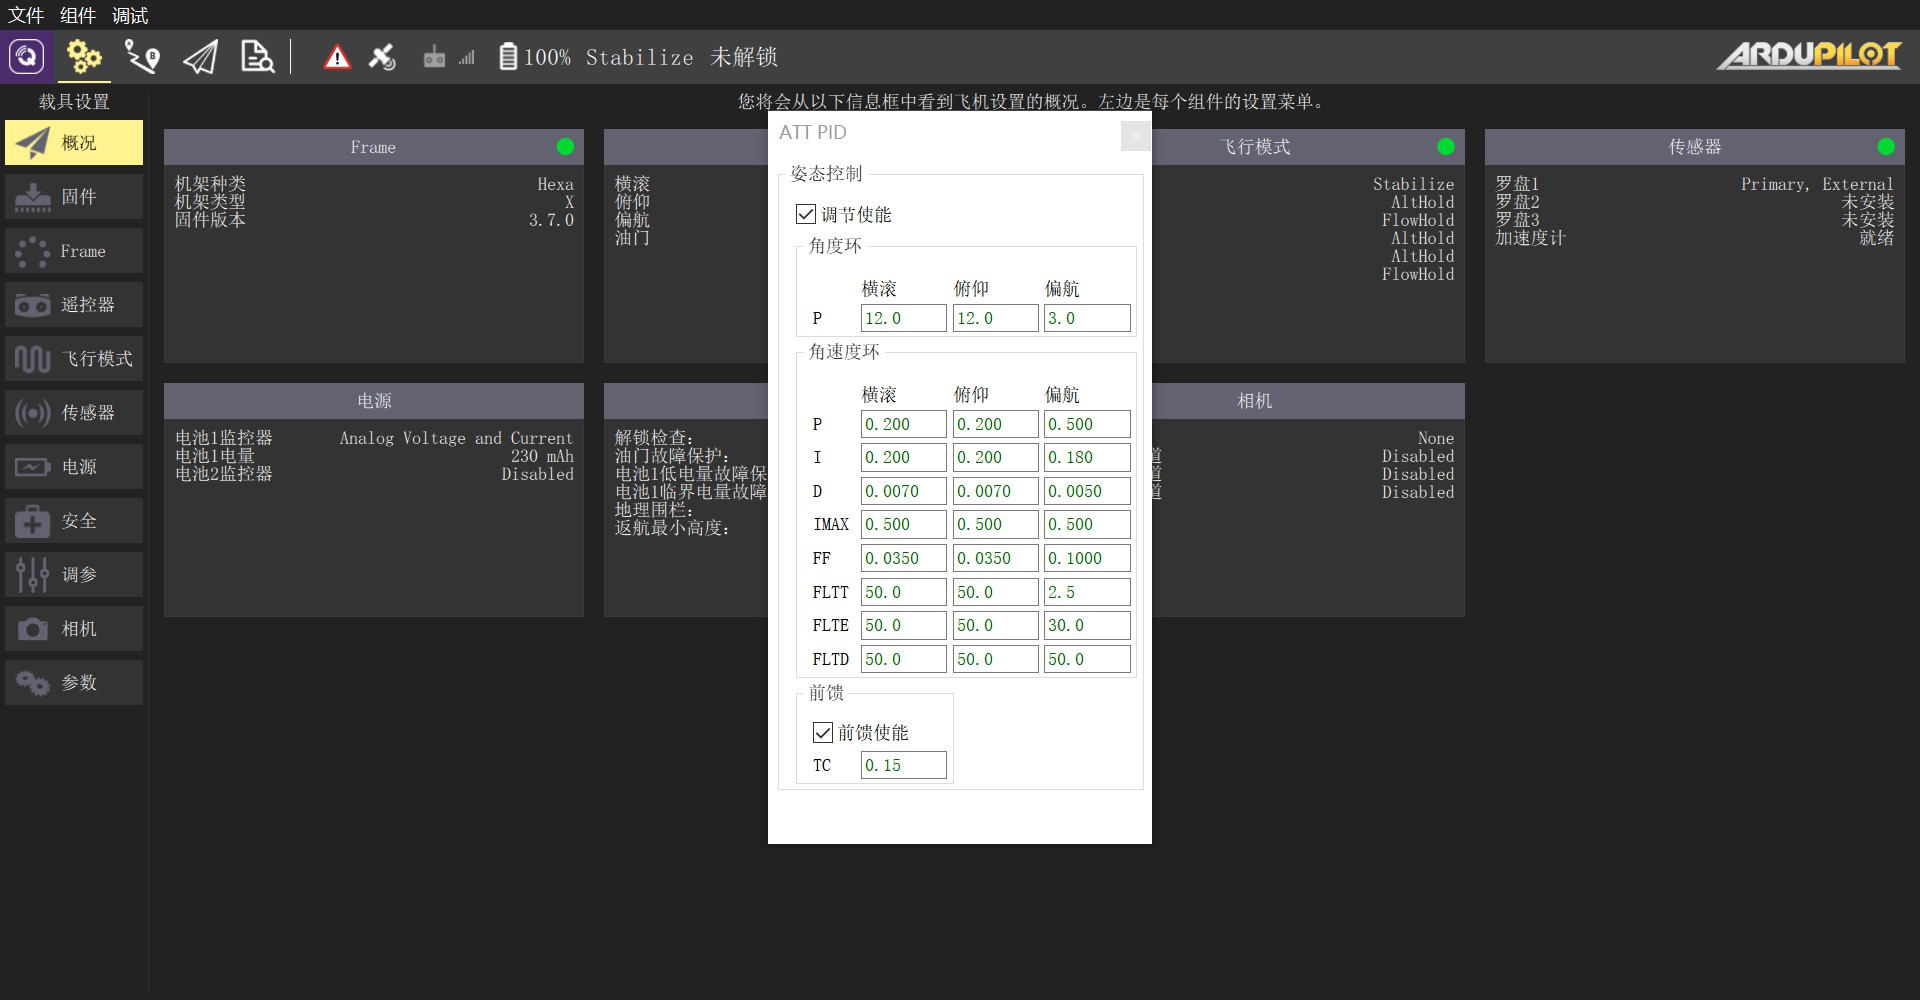 文件 组件 调试
100% Stabilize 未解锁
ARDUPILOT
载具设置
概况
固件
Frame
遥控器
飞行模式
传感器
电源
安全
调参
相机
参数
您将会从以下信息框中看到飞机设置的概况。左边是每个组件的设置菜单。
Frame
机架种类 Hexa
机架类型 X
固件版本 3.7.0
横滚
俯仰
偏航
油门
飞行模式
Stabilize
AltHold
FlowHold
AltHold
AltHold
FlowHold
传感器
罗盘1 Primary, External
罗盘2 未安装
罗盘3 未安装
加速度计 就绪
电源
电池1监控器 Analog Voltage and Current
电池1电量 230 mAh
电池2监控器 Disabled
解锁检查：
油门故障保护：
电池1低电量故障保
电池1临界电量故障
地理围栏：
返航最小高度：
相机
None
道 Disabled
道 Disabled
道 Disabled
ATT PID
姿态控制
调节使能
角度环
横滚 俯仰 偏航
P 12.0 12.0 3.0
角速度环
横滚 俯仰 偏航
P 0.200 0.200 0.500
I 0.200 0.200 0.180
D 0.0070 0.0070 0.0050
IMAX 0.500 0.500 0.500
FF 0.0350 0.0350 0.1000
FLTT 50.0 50.0 2.5
FLTE 50.0 50.0 30.0
FLTD 50.0 50.0 50.0
前馈
前馈使能
TC 0.15